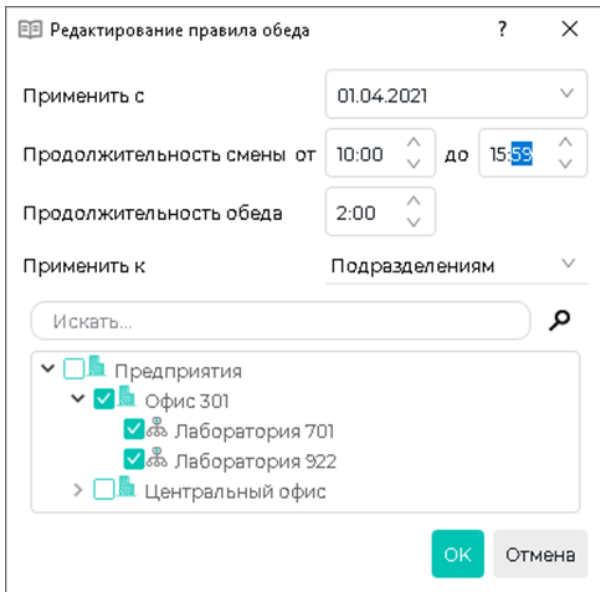 Редактирование правила обеда ?
Применить с 01.04.2021
Продолжительность смены от 10:00 до 15:59
Продолжительность обеда 2:00
Применить к Подразделениям
Искать...
Предприятия
Офис 301
Лаборатория 701
Лаборатория 922
Центральный офис
ОК Отмена